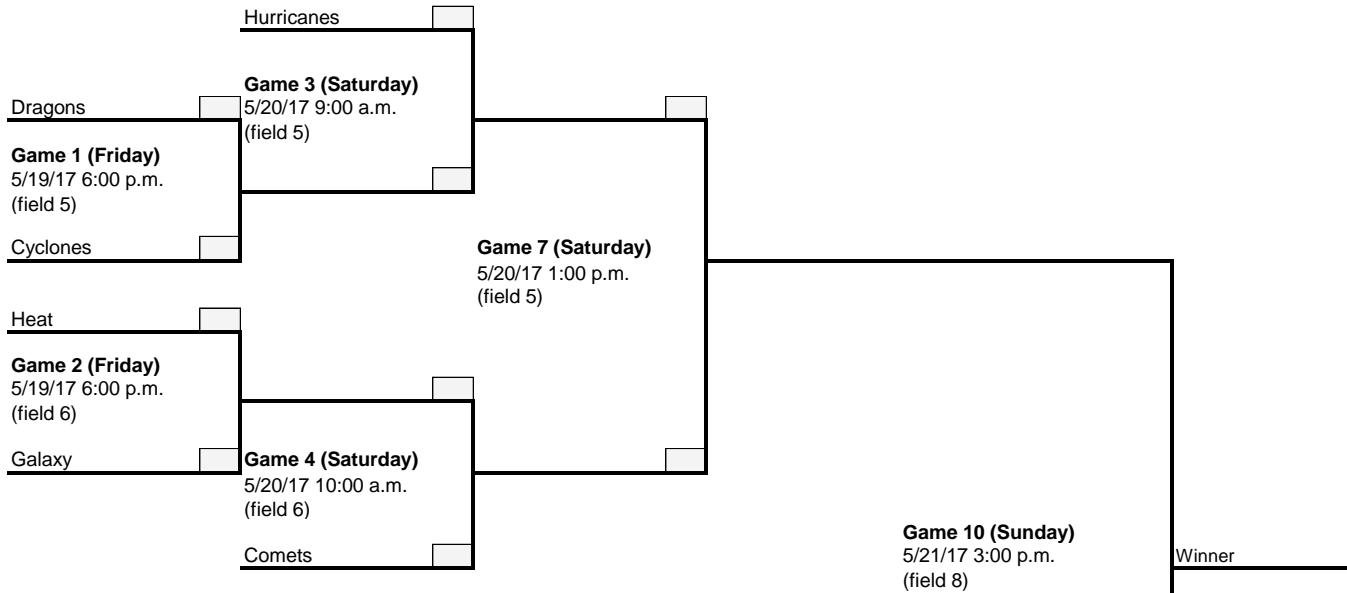 Hurricanes
Game 3 (Saturday)
5/20/17 9:00 a.m.
(field 5)
Dragons
Game 1 (Friday)
5/19/17 6:00 p.m.
(field 5)
Cyclones
Game 7 (Saturday)
5/20/17 1:00 p.m.
(field 5)
Heat
Game 2 (Friday)
5/19/17 6:00 p.m.
(field 6)
Galaxy
Game 4 (Saturday)
5/20/17 10:00 a.m.
(field 6)
Comets
Game 10 (Sunday)
5/21/17 3:00 p.m.
(field 8)
Winner